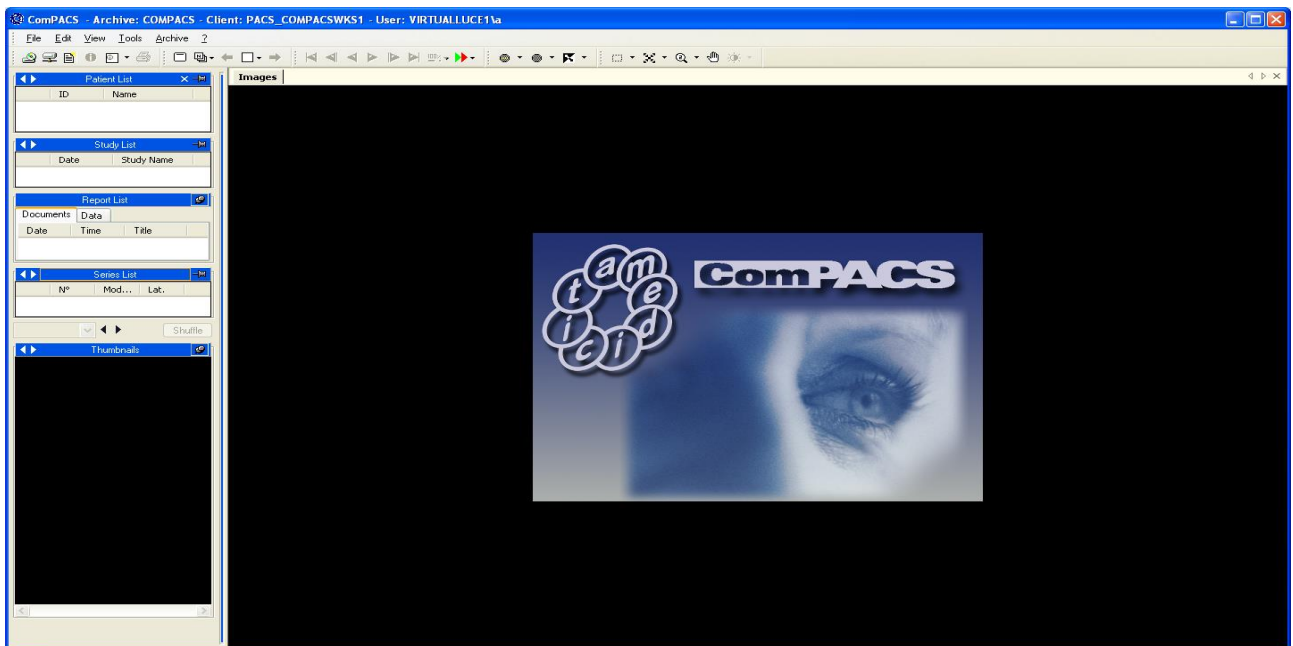 ComPACS - Archive: COMPACS - Client: PACS_COMPACSWKS1 - User: VIRTUALLUCE1\a
File Edit View Tools Archive ?
Patient List
ID Name
Study List
Date Study Name
Report List
Documents Data
Date Time Title
Series List
N° Mod... Lat.
Shuffle
Thumbnails
Images
medicitam
ComPACS